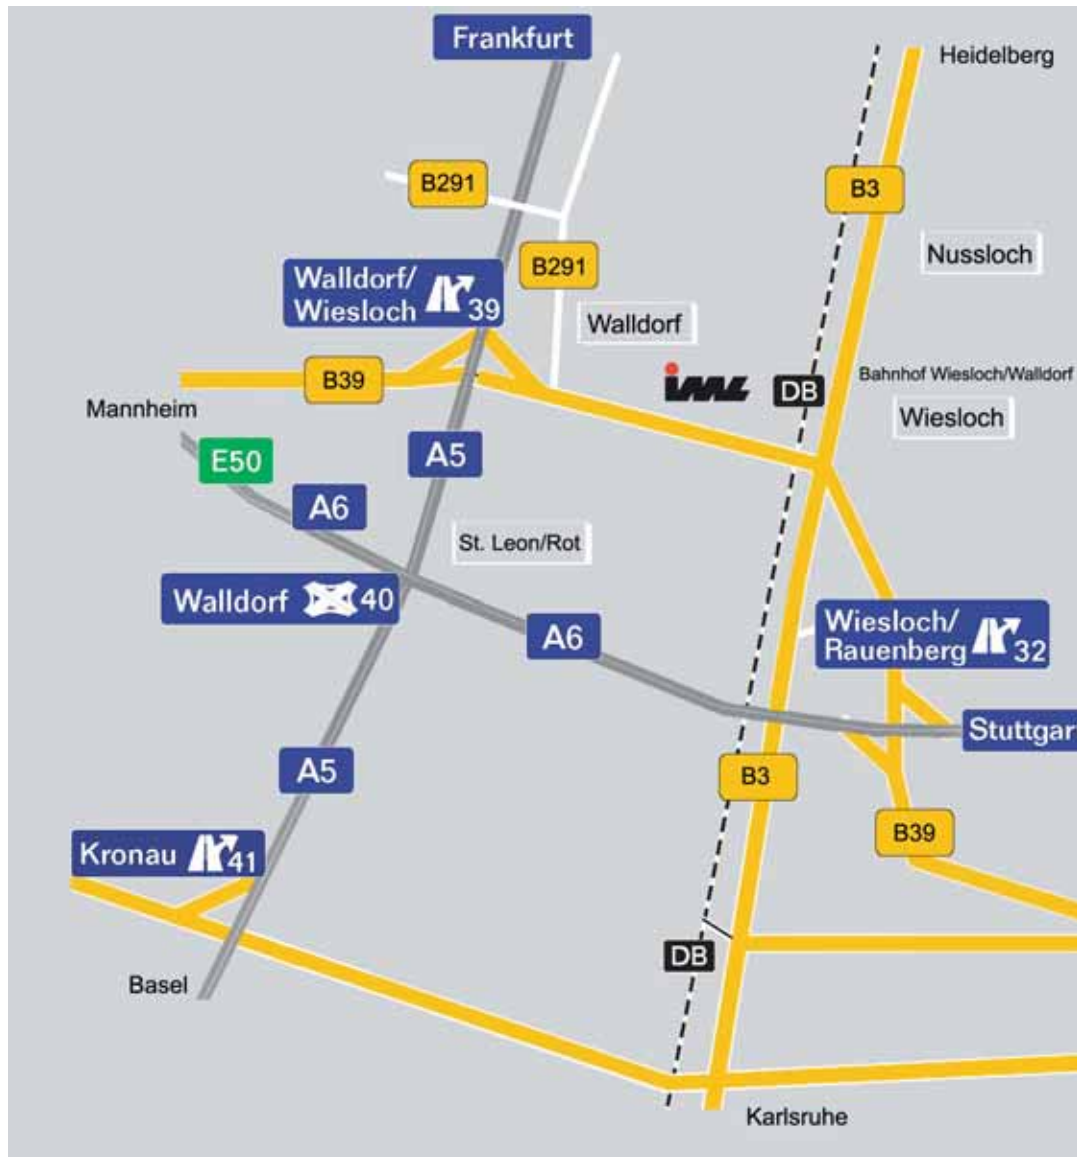 Frankfurt
Heidelberg
B291
B3
B291
Nussloch
Walldorf/
Wiesloch 39
Walldorf
B39
Bahnhof Wiesloch/Walldorf
DB
Mannheim
Wiesloch
E50
A5
A6
St. Leon/Rot
Walldorf 40
A6
Wiesloch/
Rauenberg 32
Stuttgar
A5
B3
B39
Kronau 41
DB
Basel
Karlsruhe